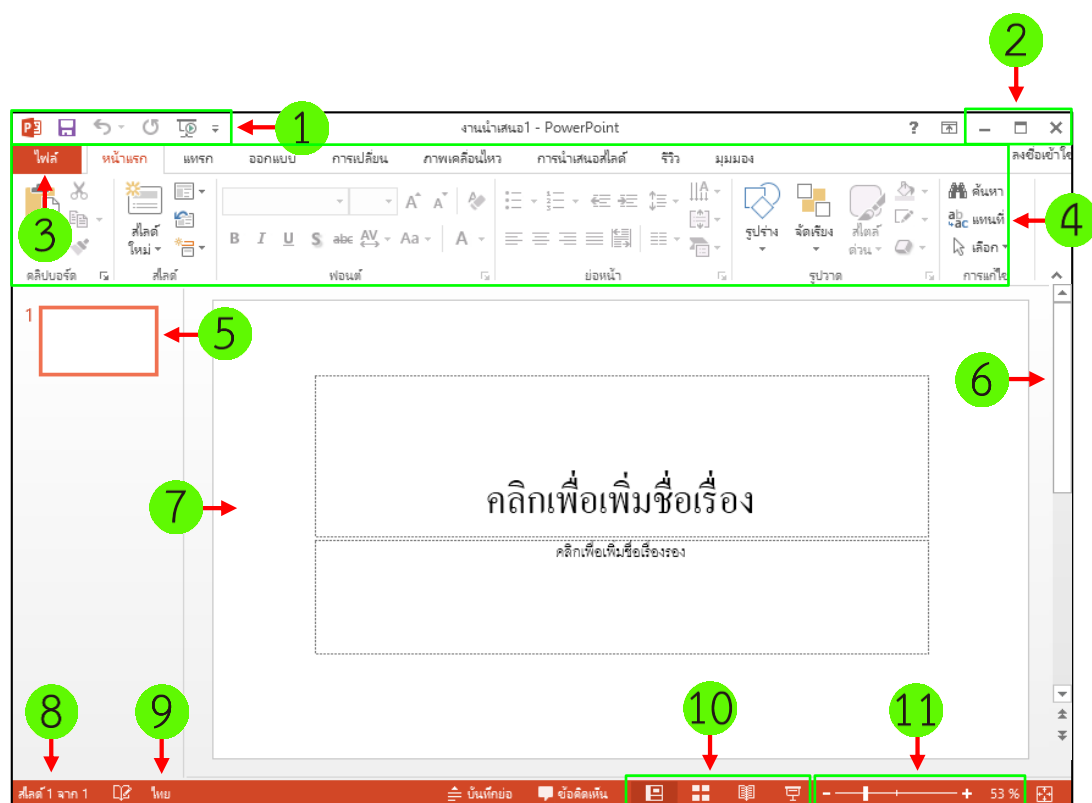 2
1
งานนำเสนอ1 - PowerPoint
?
ไฟล์ หน้าแรก แทรก ออกแบบ การเปลี่ยน ภาพเคลื่อนไหว การนำเสนอสไลด์ รีวิว มุมมอง ลงชื่อเข้าใช
3
สไลด์
ใหม่
B I U S abc AV Aa A
รูปร่าง
จัดเรียง
สไตล์
ด่วน
ค้นหา
แทนที่
เลือก
4
คลิปบอร์ด สไลด์ ฟอนต์ ย่อหน้า รูปวาด การแก้ไข
1
5
6
7
คลิกเพื่อเพิ่มชื่อเรื่อง
คลิกเพื่อเพิ่มชื่อเรื่องรอง
8
9
10
11
สไลด์ 1 จาก 1 ไทย บันทึกย่อ ข้อคิดเห็น 53 %